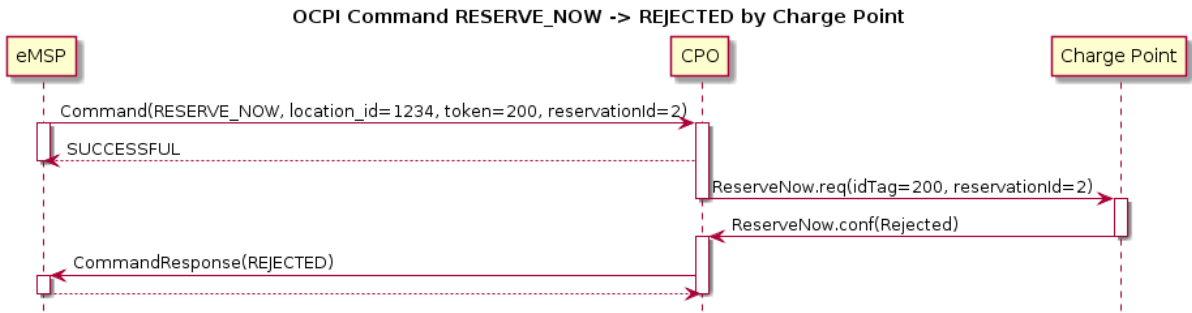 OCPI Command RESERVE_NOW -> REJECTED by Charge Point
eMSP
CPO
Charge Point
Command(RESERVE_NOW, location_id=1234, token=200, reservationId=2)
SUCCESSFUL
ReserveNow.req(idTag=200, reservationId=2)
ReserveNow.conf(Rejected)
CommandResponse(REJECTED)